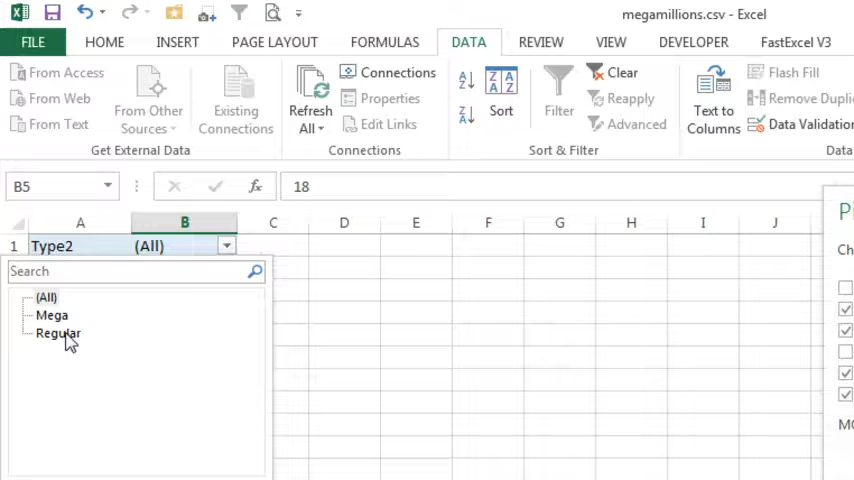 megamillions.csv - Excel
FILE HOME INSERT PAGE LAYOUT FORMULAS DATA REVIEW VIEW DEVELOPER FastExcel V3
From Access
From Web
From Text
From Other
Sources
Existing
Connections
Get External Data
Refresh
All
Connections
Properties
Edit Links
Connections
Sort
Filter
Clear
Reapply
Advanced
Sort & Filter
Text to
Columns
Flash Fill
Remove Dupli
Data Validation
Data
B5 fx 18
A B C D E F G H I J
1 Type2 (All)
Search
(All)
Mega
Regular
Ch